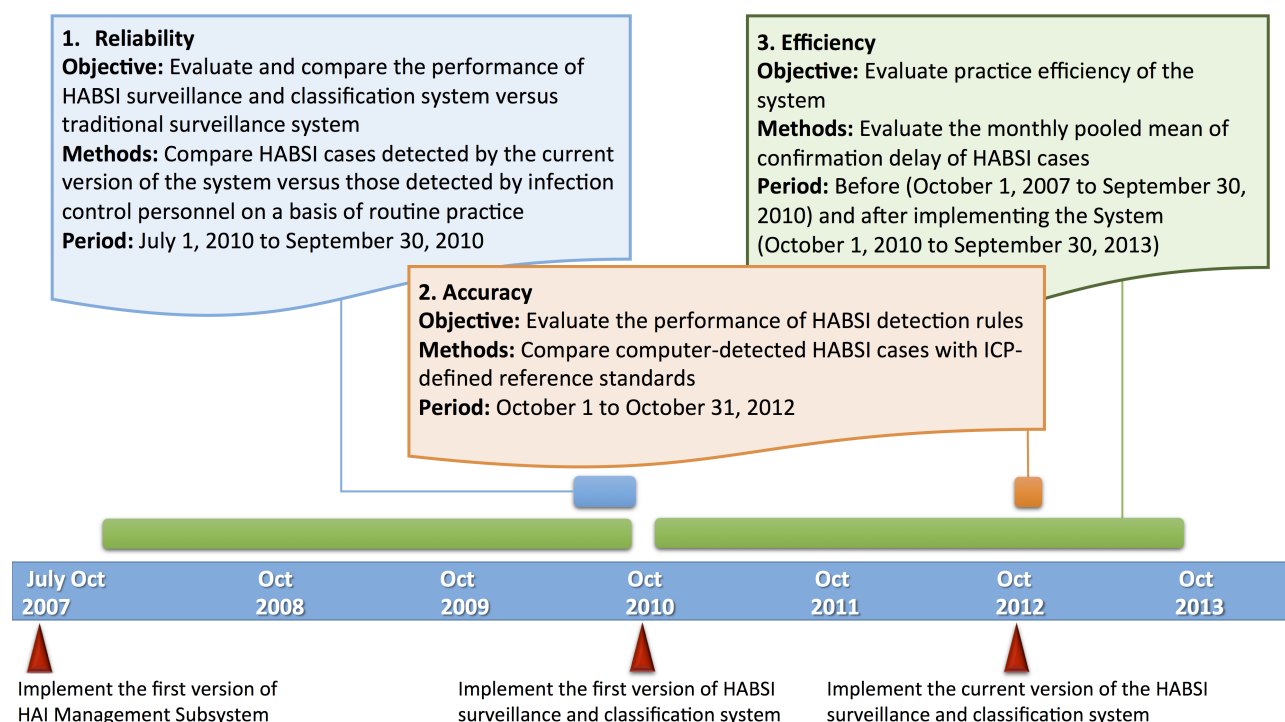 1. Reliability
Objective: Evaluate and compare the performance of
HABSI surveillance and classification system versus
traditional surveillance system
Methods: Compare HABSI cases detected by the current
version of the system versus those detected by infection
control personnel on a basis of routine practice
Period: July 1, 2010 to September 30, 2010
3. Efficiency
Objective: Evaluate practice efficiency of the
system
Methods: Evaluate the monthly pooled mean of
confirmation delay of HABSI cases
Period: Before (October 1, 2007 to September 30,
2010) and after implementing the System
(October 1, 2010 to September 30, 2013)
2. Accuracy
Objective: Evaluate the performance of HABSI detection rules
Methods: Compare computer-detected HABSI cases with ICP-
defined reference standards
Period: October 1 to October 31, 2012
July Oct
2007
Oct
2008
Oct
2009
Oct
2010
Oct
2011
Oct
2012
Oct
2013
Implement the first version of
HAI Management Subsystem
Implement the first version of HABSI
surveillance and classification system
Implement the current version of the HABSI
surveillance and classification system